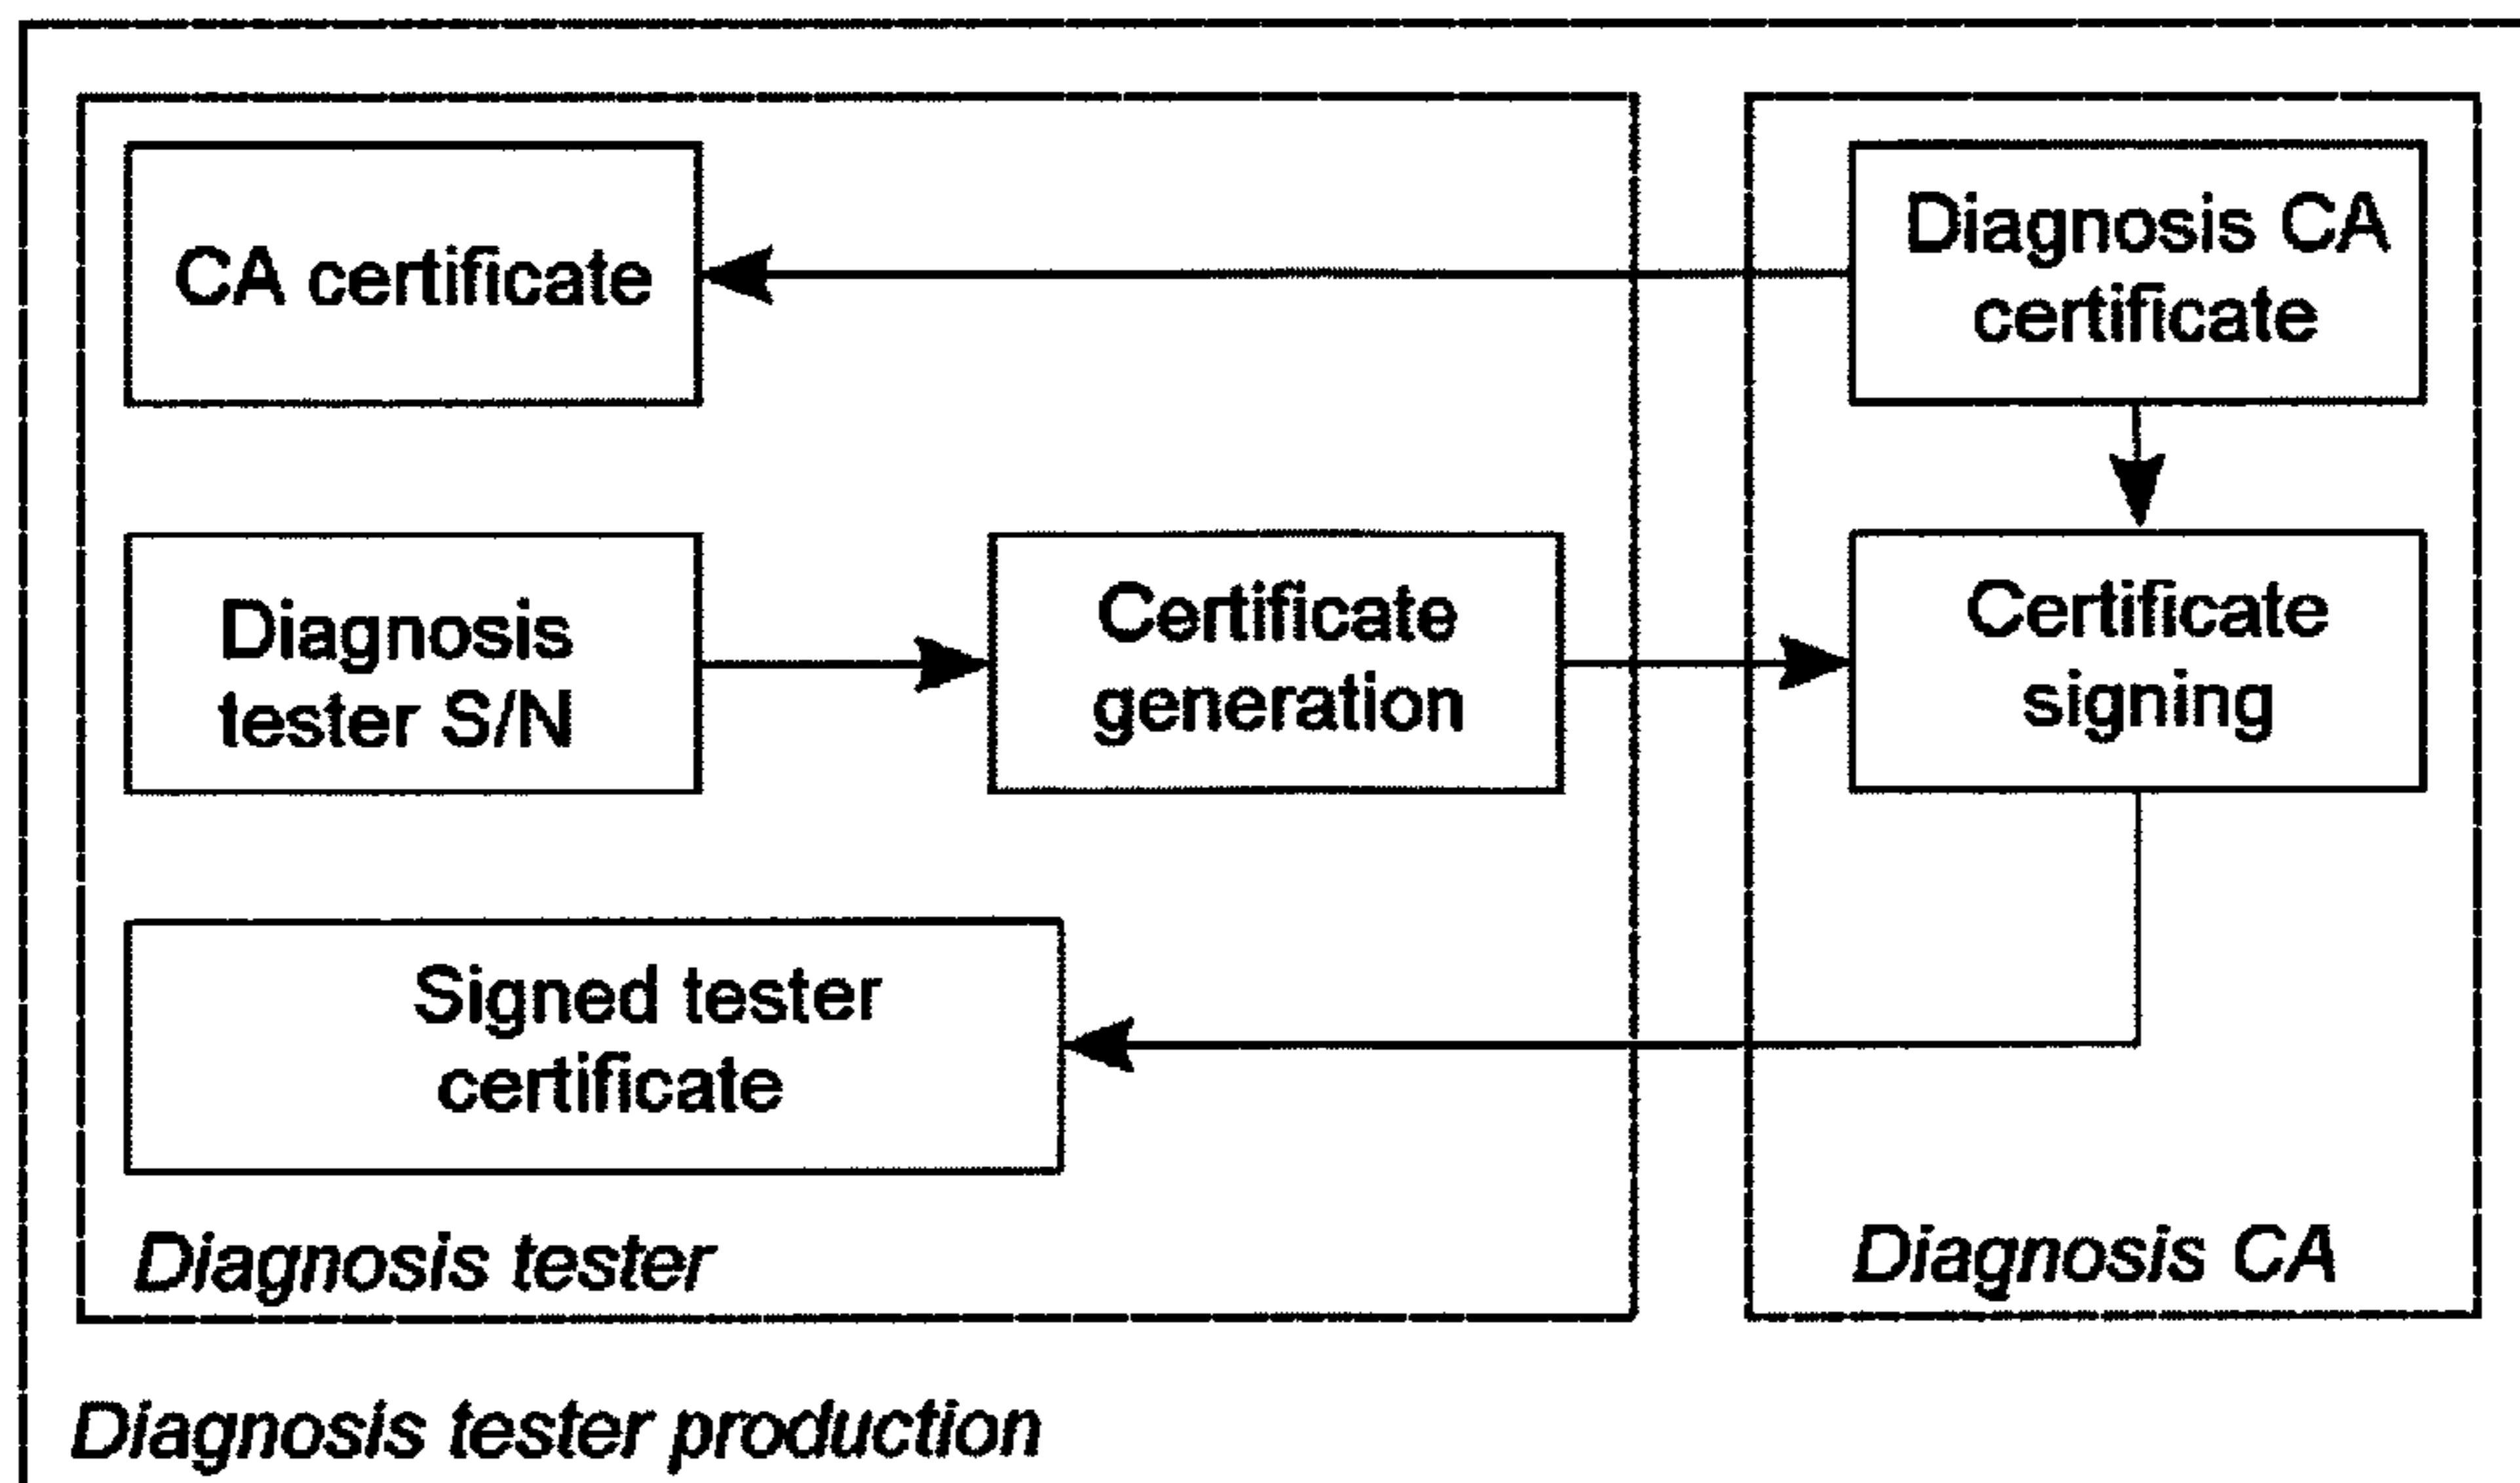 CA certificate
Diagnosis CA
certificate
Diagnosis
tester S/N
Certificate
generation
Certificate
signing
Signed tester
certificate
Diagnosis tester
Diagnosis CA
Diagnosis tester production